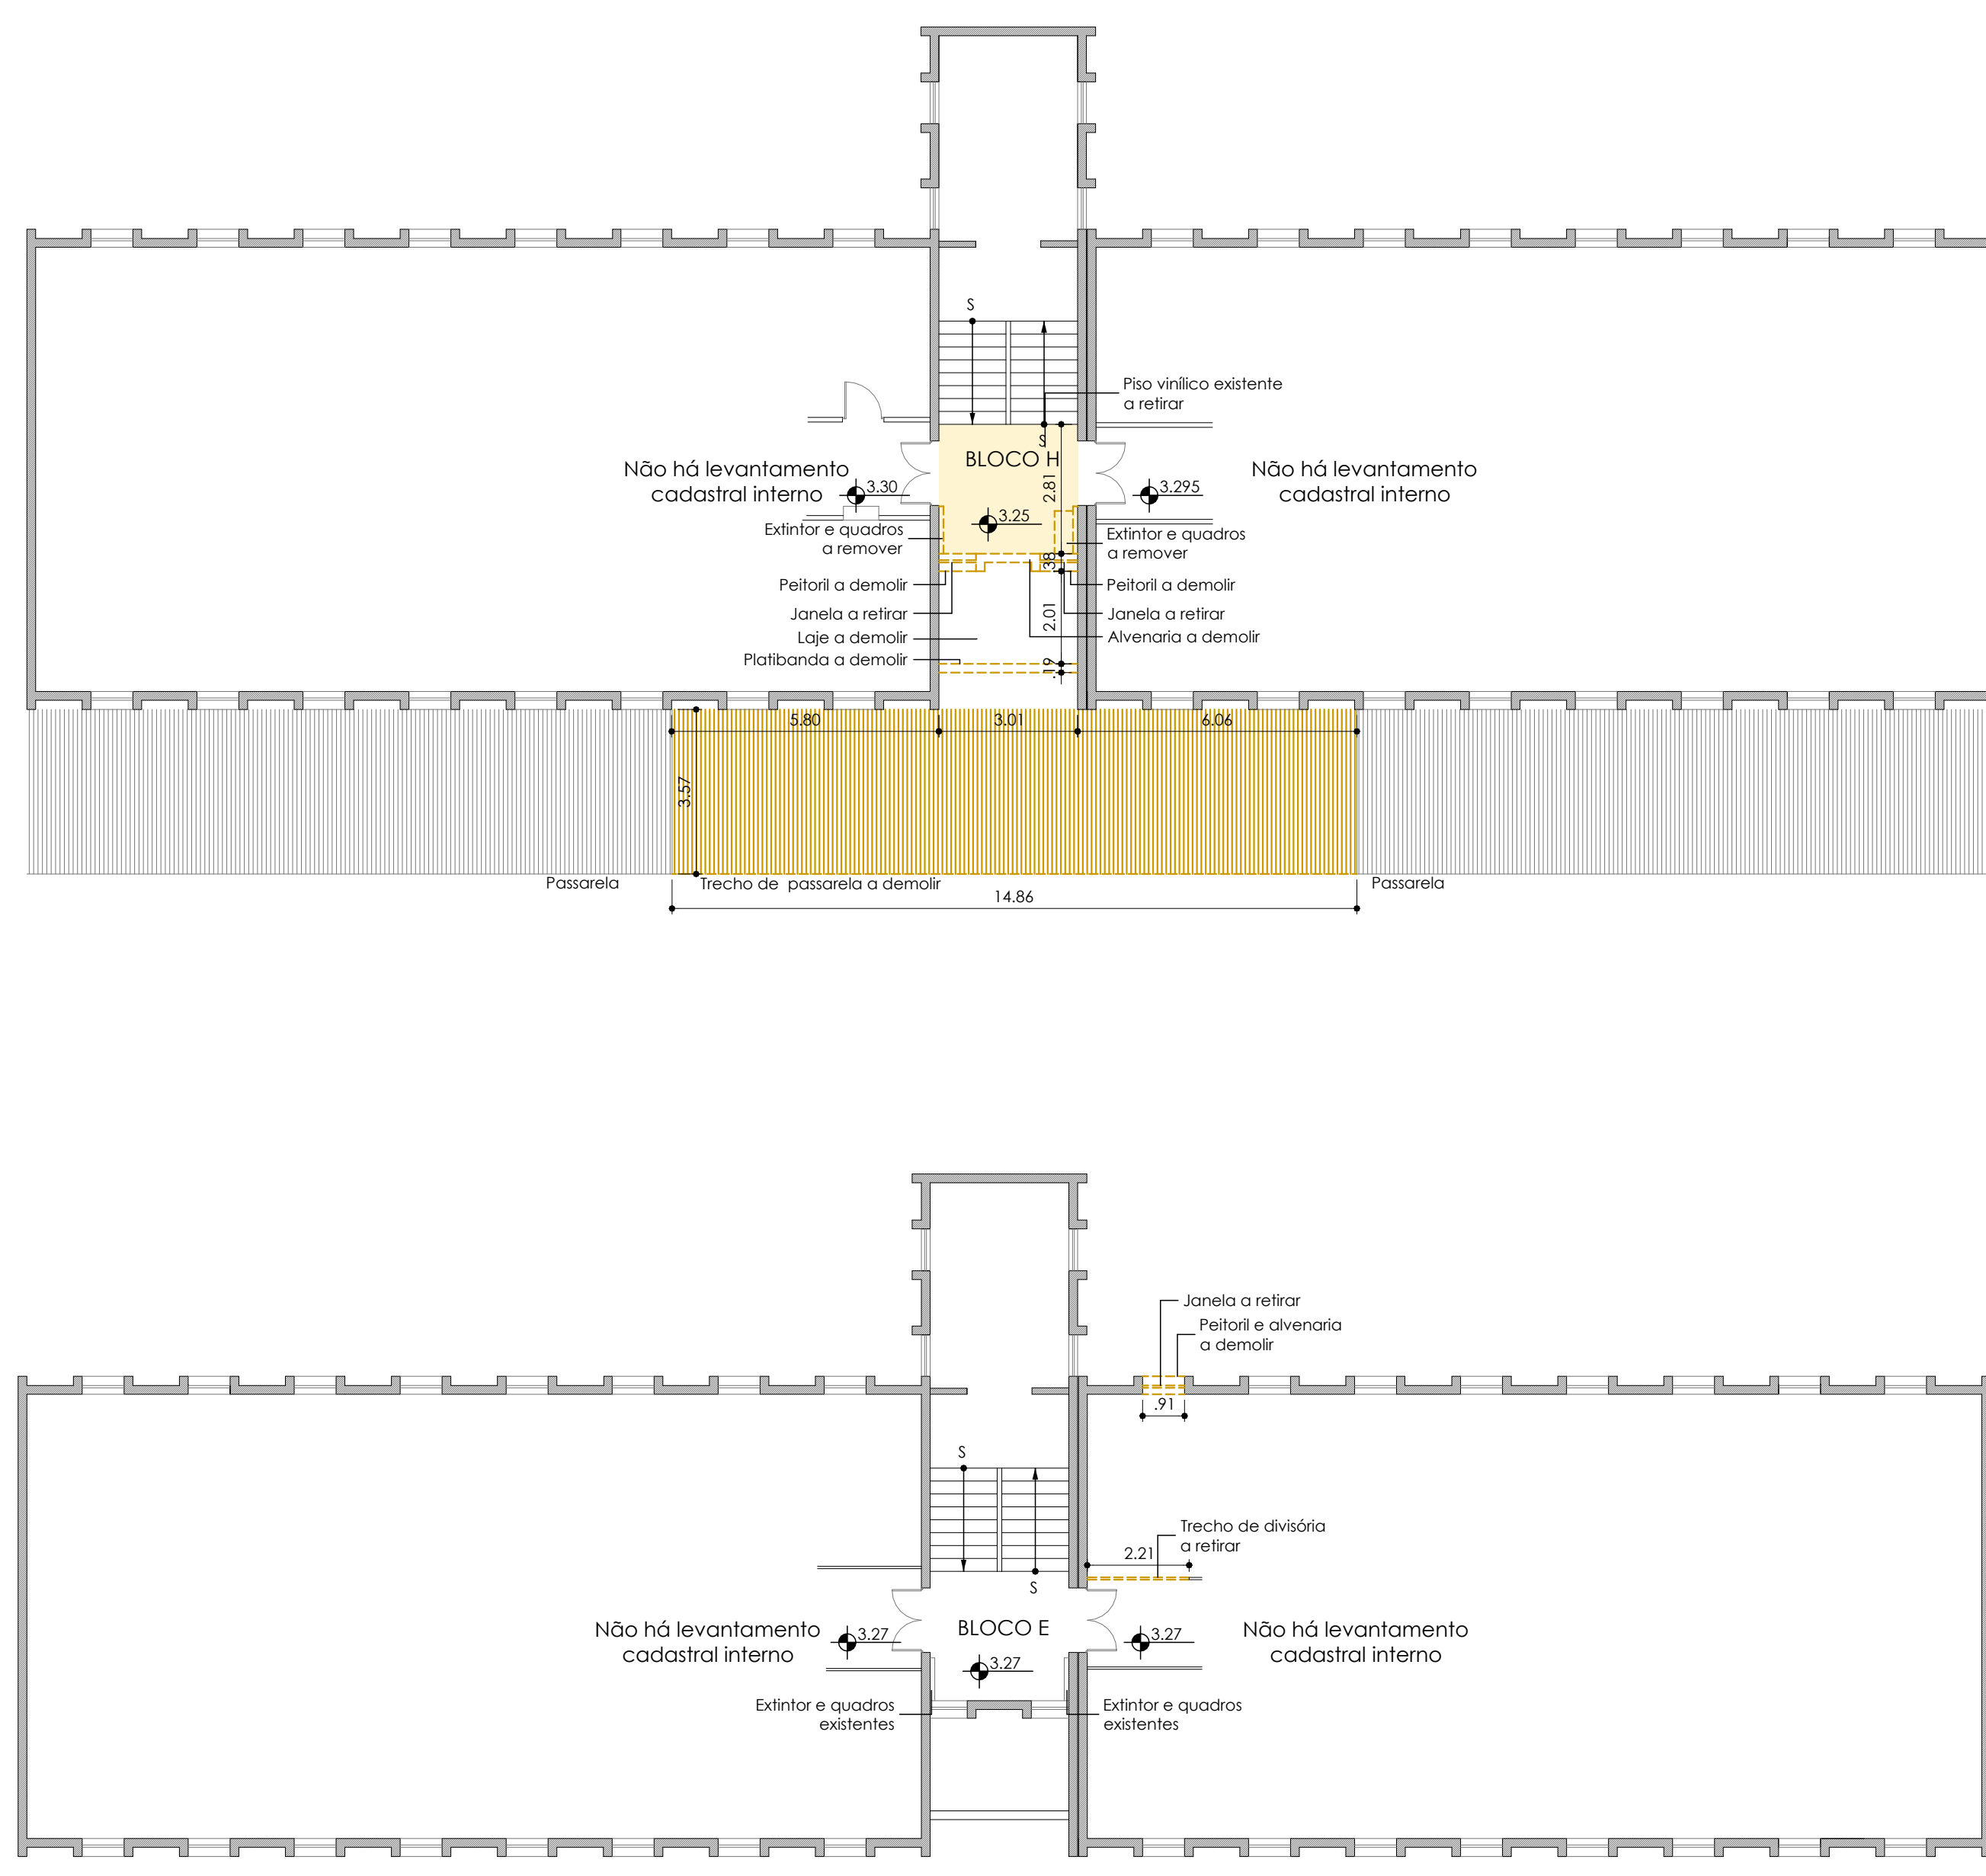 S
Piso vinílico existente
a retirar
S
BLOCO H
Não há levantamento
cadastral interno
3.30
2.81
3.295
Não há levantamento
cadastral interno
3.25
Extintor e quadros
a remover
Extintor e quadros
a remover
.38
Peitoril a demolir
Peitoril a demolir
Janela a retirar
2.01
Janela a retirar
Laje a demolir
Alvenaria a demolir
Platibanda a demolir
.19
5.80
3.01
6.06
3.57
Passarela
Trecho de passarela a demolir
Passarela
14.86
Janela a retirar
Peitoril e alvenaria
a demolir
.91
S
Trecho de divisória
a retirar
2.21
S
BLOCO E
Não há levantamento
cadastral interno
3.27
3.27
Não há levantamento
cadastral interno
3.27
Extintor e quadros
existentes
Extintor e quadros
existentes